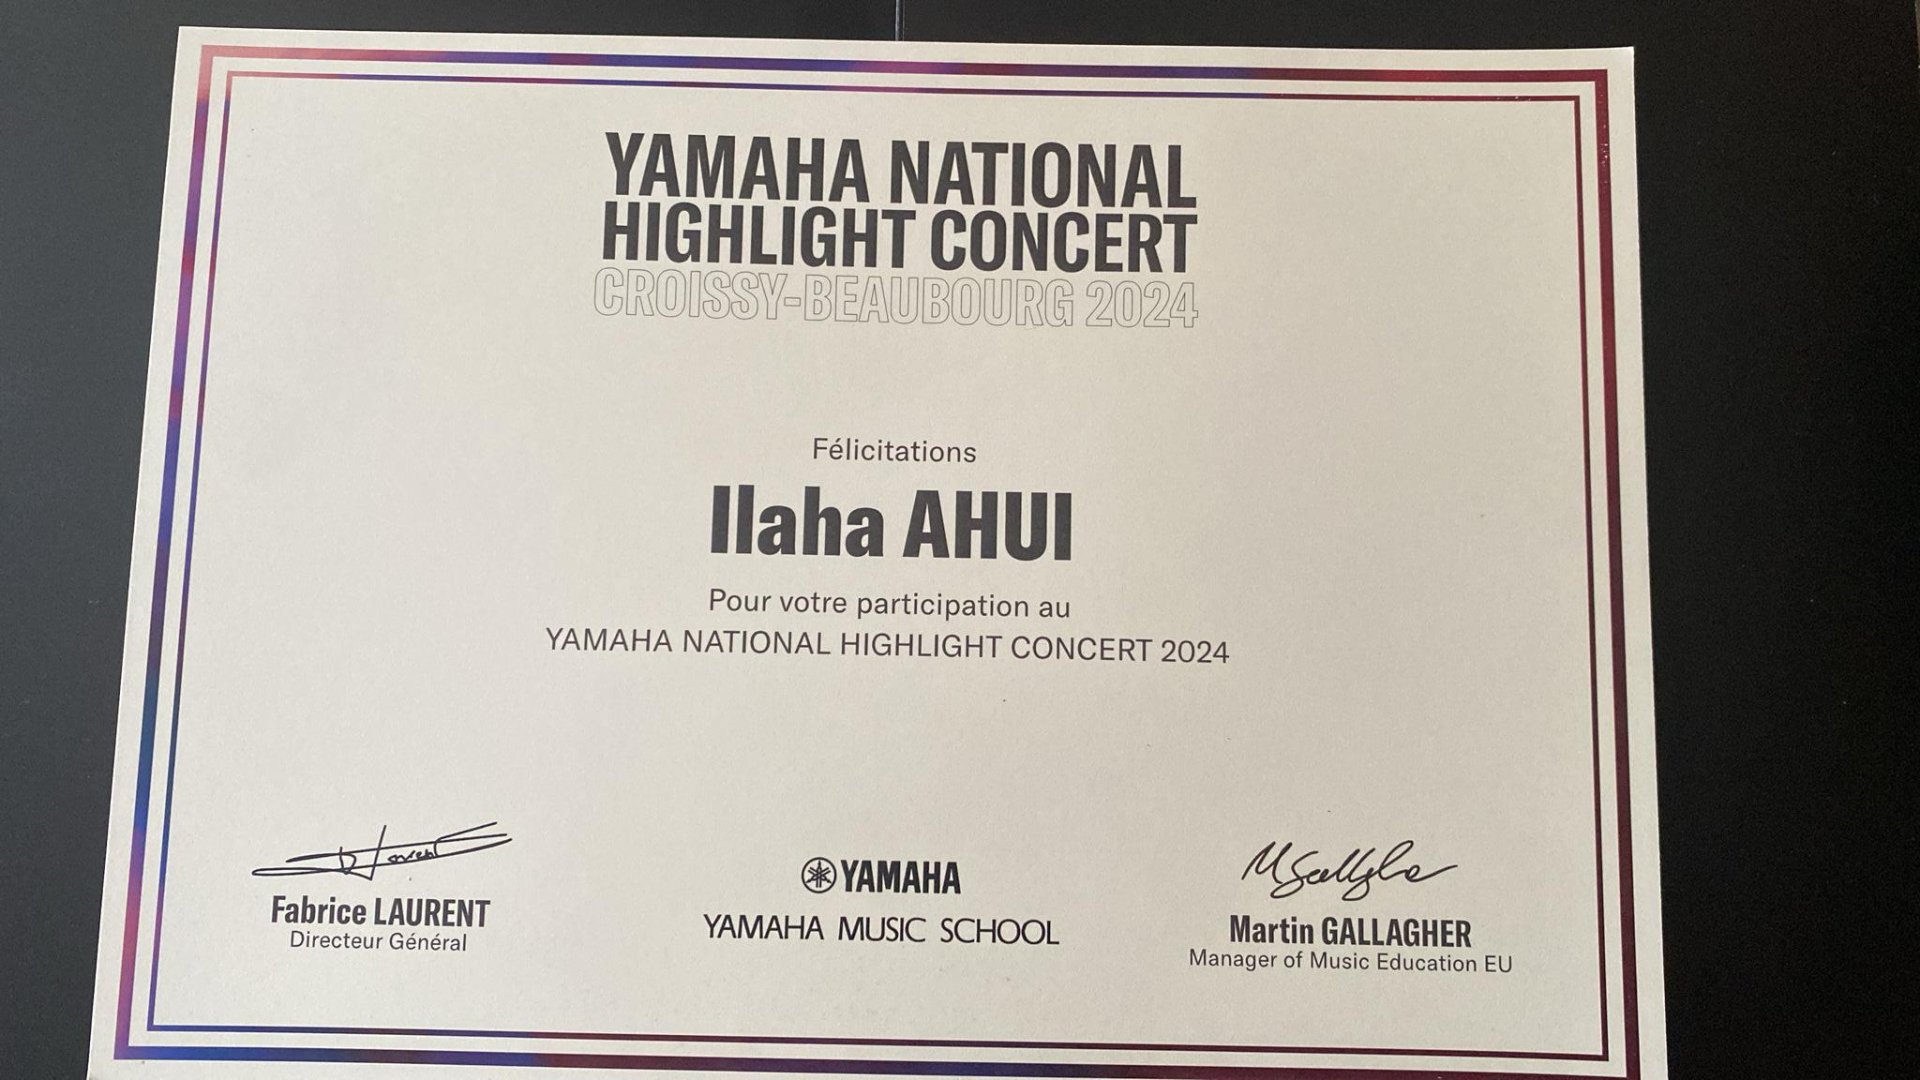 YAMAHA NATIONAL
HIGHLIGHT CONCERT
CROISSY-BEAUBOURG 2024
Félicitations
Ilaha AHUI
Pour votre participation au
YAMAHA NATIONAL HIGHLIGHT CONCERT 2024
Fabrice LAURENT
Directeur Général
YAMAHA
YAMAHA MUSIC SCHOOL
Martin GALLAGHER
Manager of Music Education EU